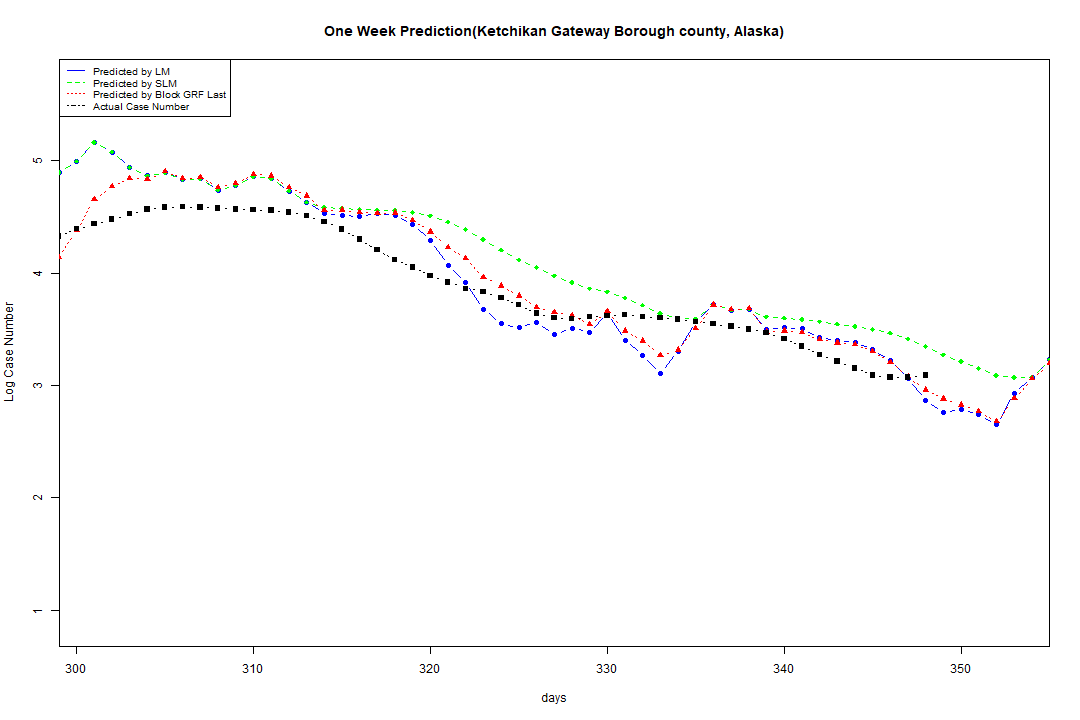 One Week Prediction(Ketchikan Gateway Borough county, Alaska)
Predicted by LM
Predicted by SLM
Predicted by Block GRF Last
Actual Case Number
5
4
3
2
1
Log Case Number
300 310 320 330 340 350
days